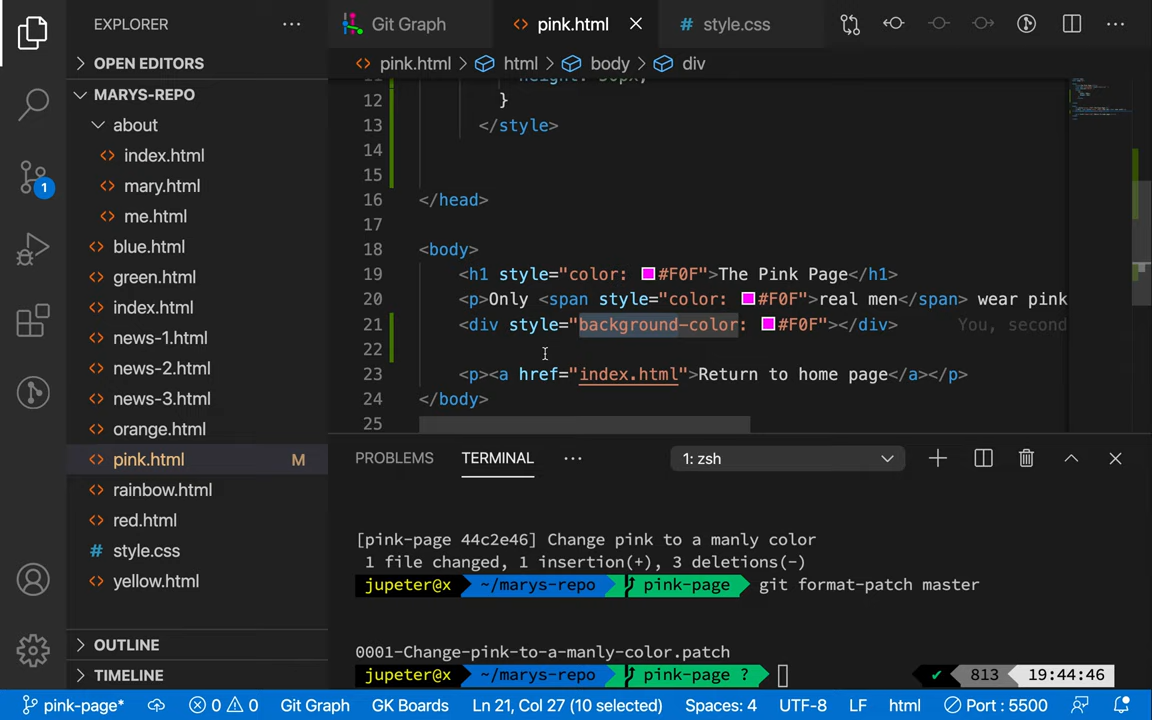 EXPLORER
Git Graph
pink.html
style.css
OPEN EDITORS
pink.html > html > body > div
MARYS-REPO
about
index.html
mary.html
me.html
blue.html
green.html
index.html
news-1.html
news-2.html
news-3.html
orange.html
pink.html M
rainbow.html
red.html
style.css
yellow.html
OUTLINE
TIMELINE
1
12 }
13 </style>
14
15
16 </head>
17
18 <body>
19 <h1 style="color: #F0F">The Pink Page</h1>
20 <p>Only <span style="color: #F0F">real men</span> wear pink
21 <div style="background-color: #F0F"></div> You, second
22
23 <p><a href="index.html">Return to home page</a></p>
24 </body>
25
PROBLEMS TERMINAL ··· 1: zsh
[pink-page 44c2e46] Change pink to a manly color
1 file changed, 1 insertion(+), 3 deletions(-)
jupeter@x ~/marys-repo pink-page git format-patch master
0001-Change-pink-to-a-manly-color.patch
jupeter@x ~/marys-repo pink-page ? ✔ 813 19:44:46
pink-page* 0 0 Git Graph GK Boards Ln 21, Col 27 (10 selected) Spaces: 4 UTF-8 LF html Port : 5500